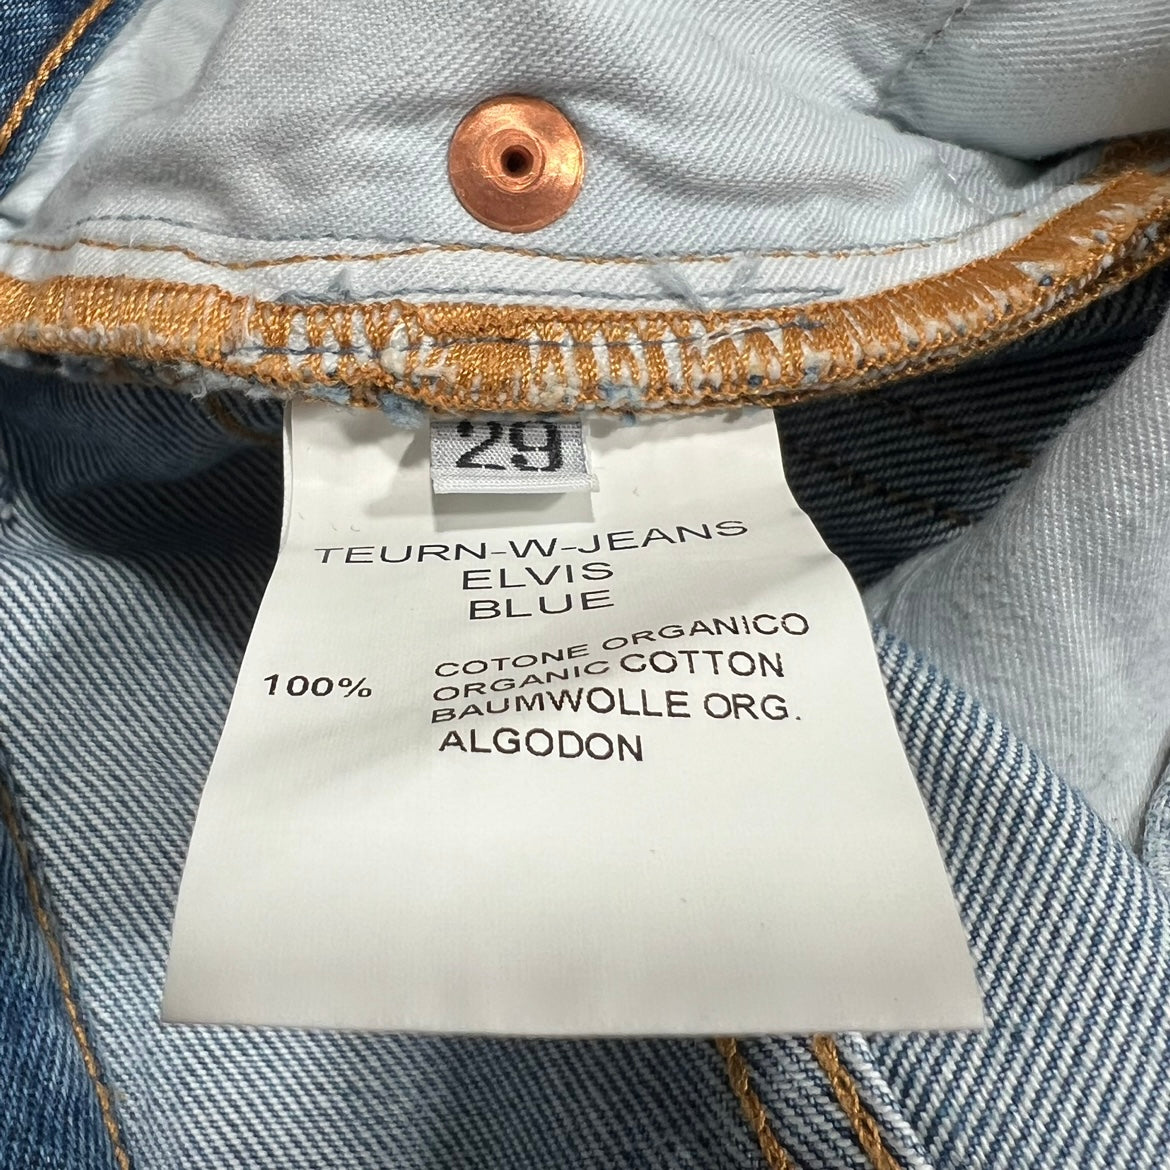 29
TEURN-W-JEANS
ELVIS
BLUE
100%
COTONE ORGANICO
ORGANIC COTTON
BAUMWOLLE ORG.
ALGODON